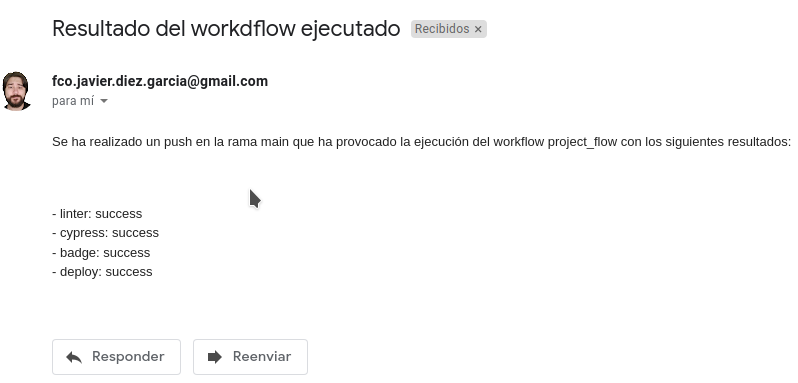 Resultado del workdflow ejecutado Recibidos ×
fco.javier.diez.garcia@gmail.com
para mí
Se ha realizado un push en la rama main que ha provocado la ejecución del workflow project_flow con los siguientes resultados:
- linter: success
- cypress: success
- badge: success
- deploy: success
Responder Reenviar